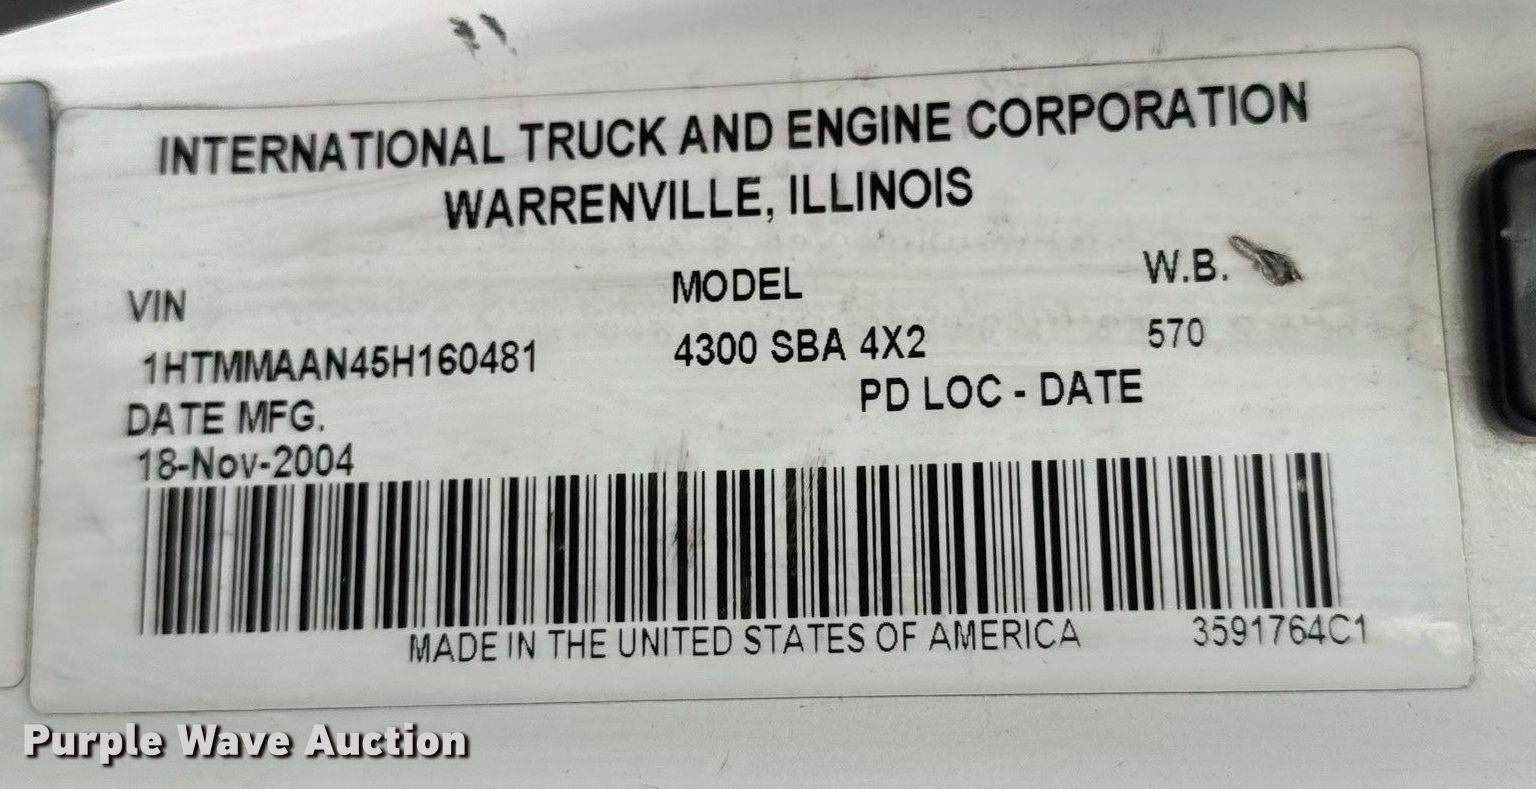 INTERNATIONAL TRUCK AND ENGINE CORPORATION
WARRENVILLE, ILLINOIS
VIN MODEL W.B.
1HTMMAAN45H160481 4300 SBA 4X2 570
DATE MFG. PD LOC - DATE
18-Nov-2004
MADE IN THE UNITED STATES OF AMERICA 3591764C1
Purple Wave Auction